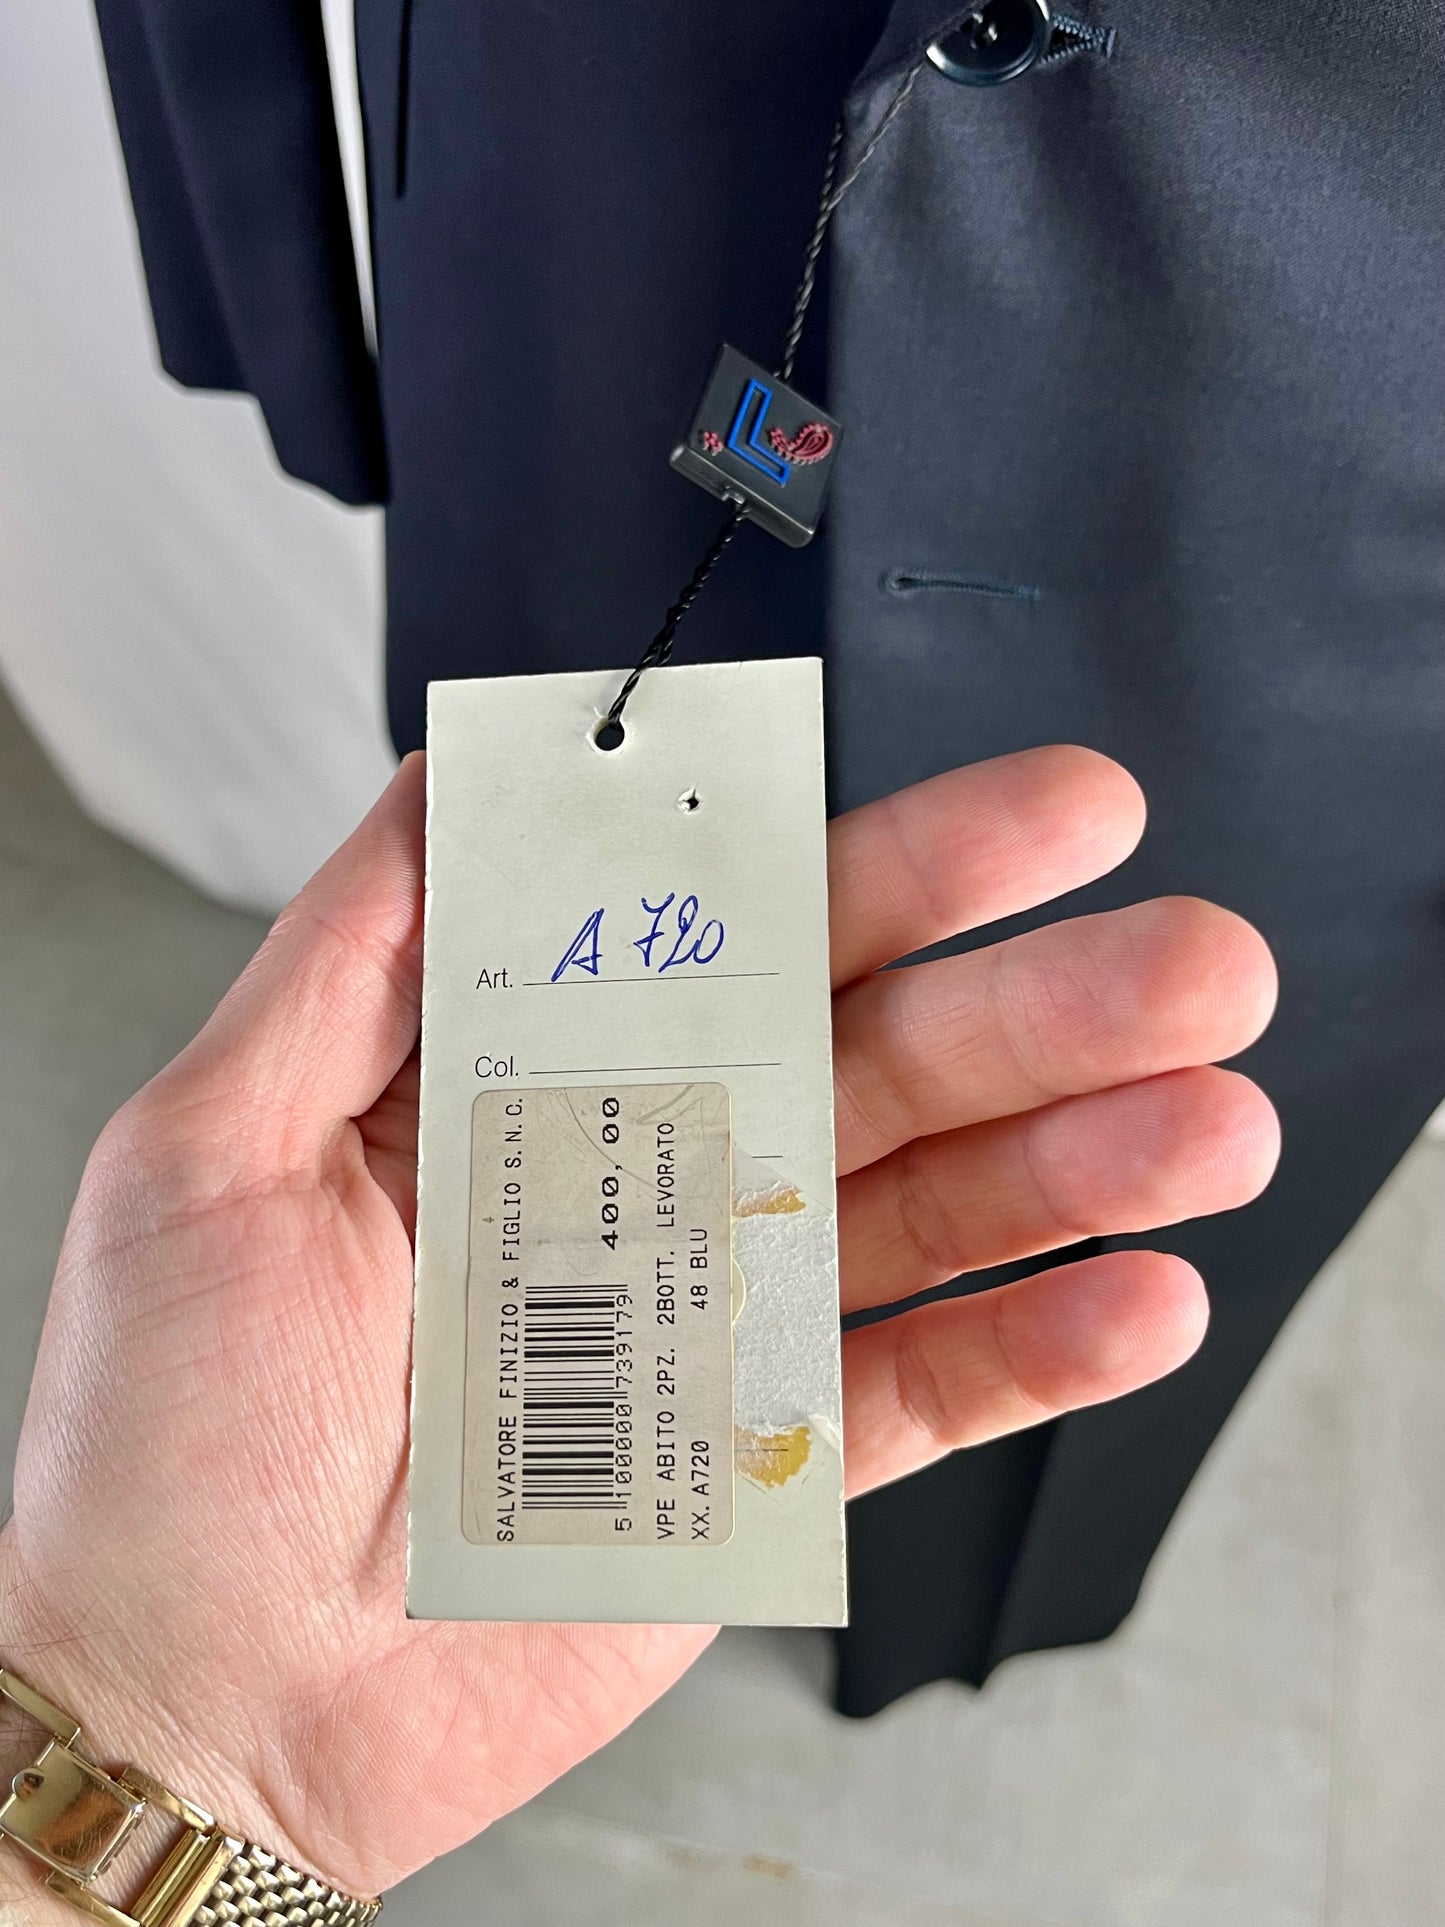 L
Art. A 720
Col.
SALVATORE FINIZIO & FIGLIO S.N.C.
400,00
5 100000 739179
VPE ABITO 2PZ. 2BOTT. LEVORATO
XX.A720 48 BLU